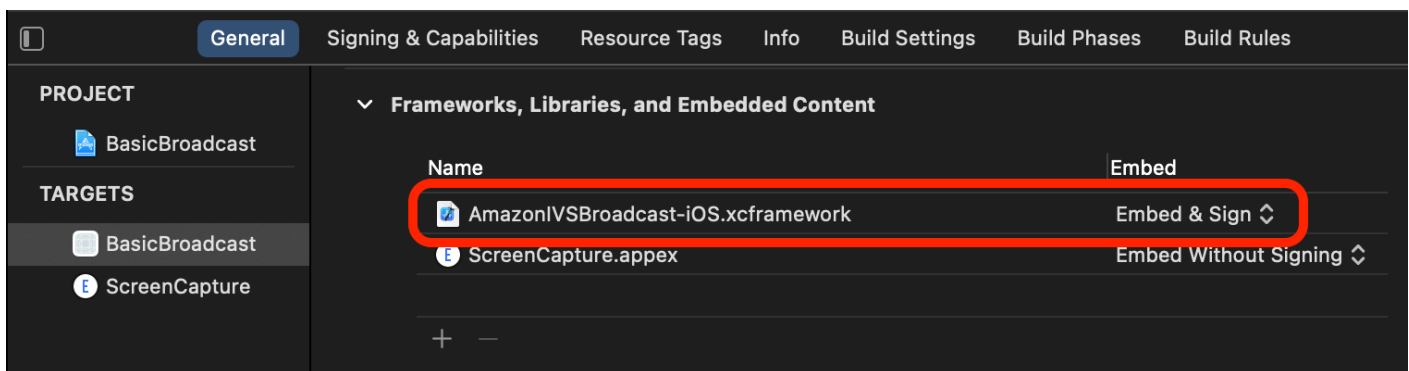 General Signing & Capabilities Resource Tags Info Build Settings Build Phases Build Rules
PROJECT
BasicBroadcast
TARGETS
BasicBroadcast
E ScreenCapture
Frameworks, Libraries, and Embedded Content
Name Embed
AmazonIVSBroadcast-iOS.xcframework Embed & Sign
E ScreenCapture.appex Embed Without Signing